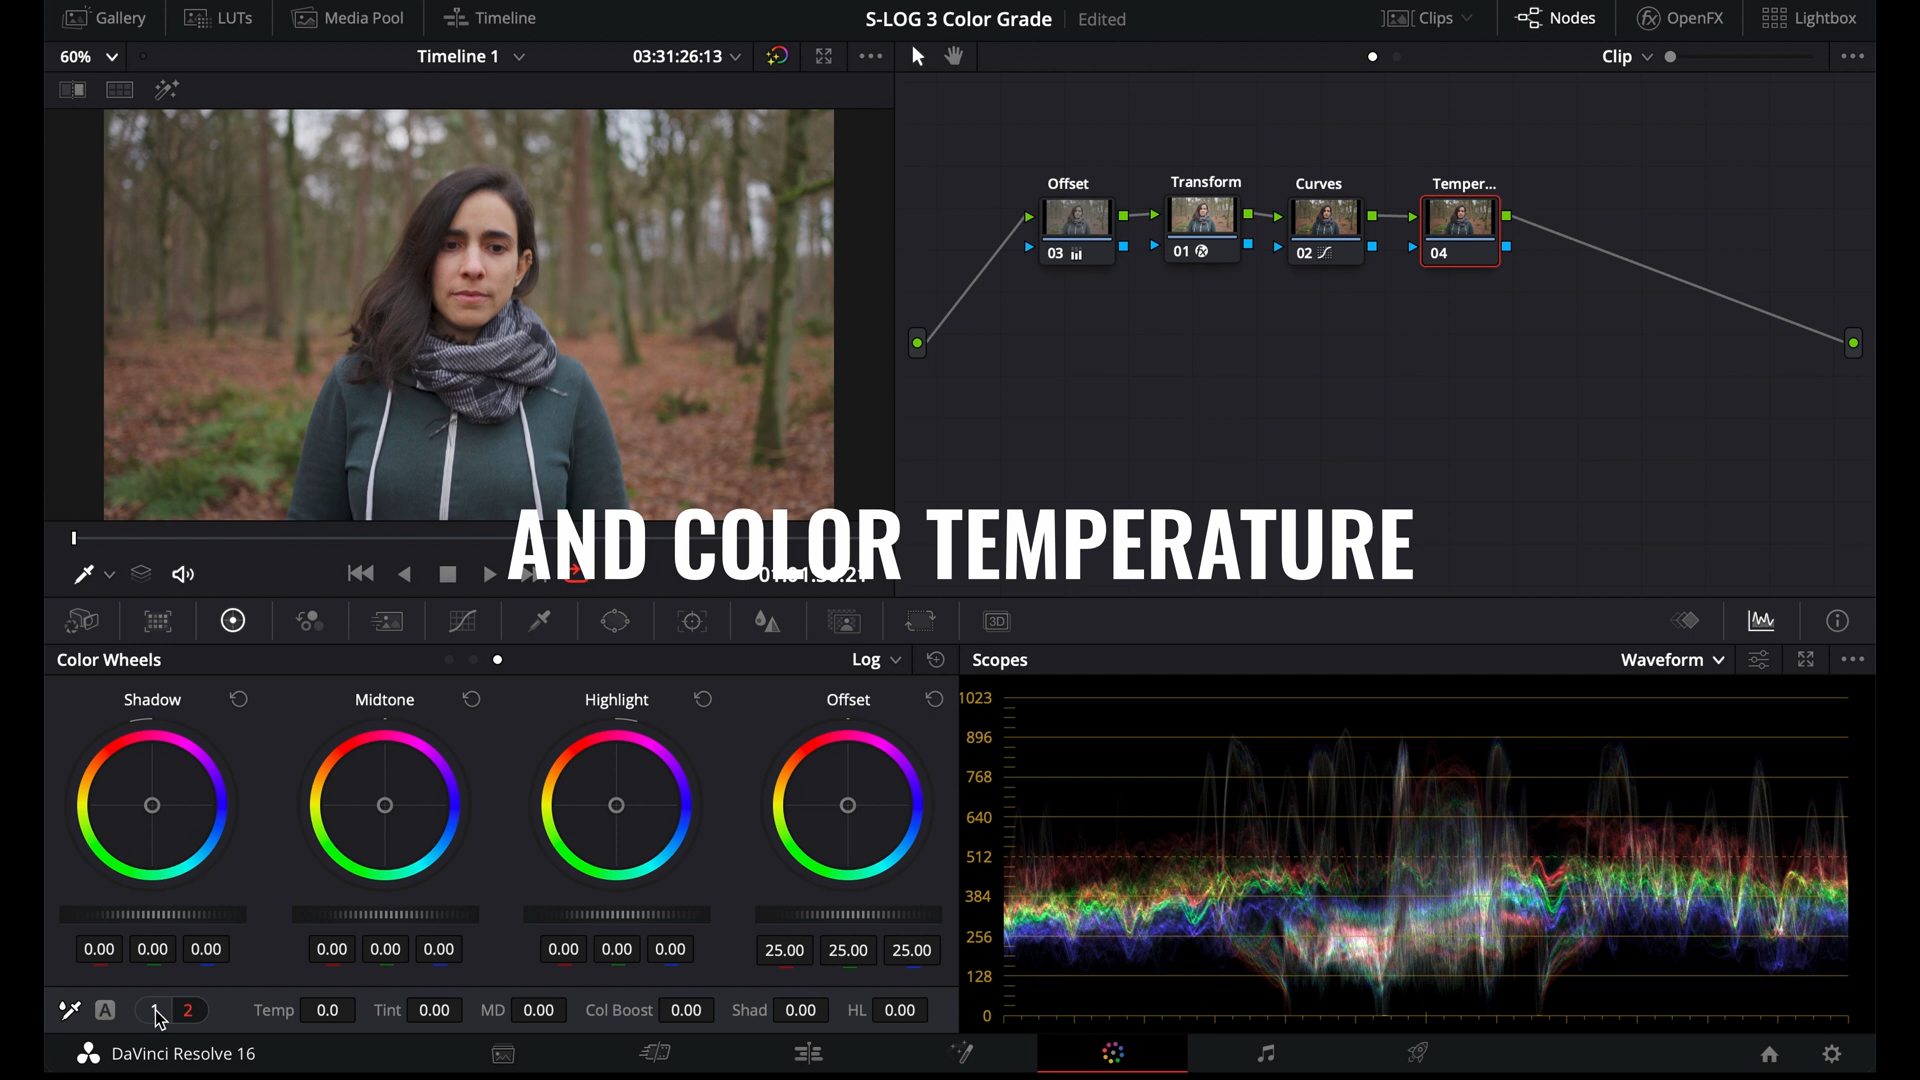 Gallery LUTs Media Pool Timeline S-LOG 3 Color Grade Edited Clips Nodes OpenFX Lightbox
60% Timeline 1 03:31:26:13 Clip
Offset Transform Curves Temper...
03 01 02 04
AND COLOR TEMPERATURE
3D
Color Wheels Log Scopes Waveform
Shadow Midtone Highlight Offset
1023
896
768
640
512
384
256
128
0
0.00 0.00 0.00 0.00 0.00 0.00 0.00 0.00 0.00 25.00 25.00 25.00
A 1 2 Temp 0.0 Tint 0.00 MD 0.00 Col Boost 0.00 Shad 0.00 HL 0.00
DaVinci Resolve 16